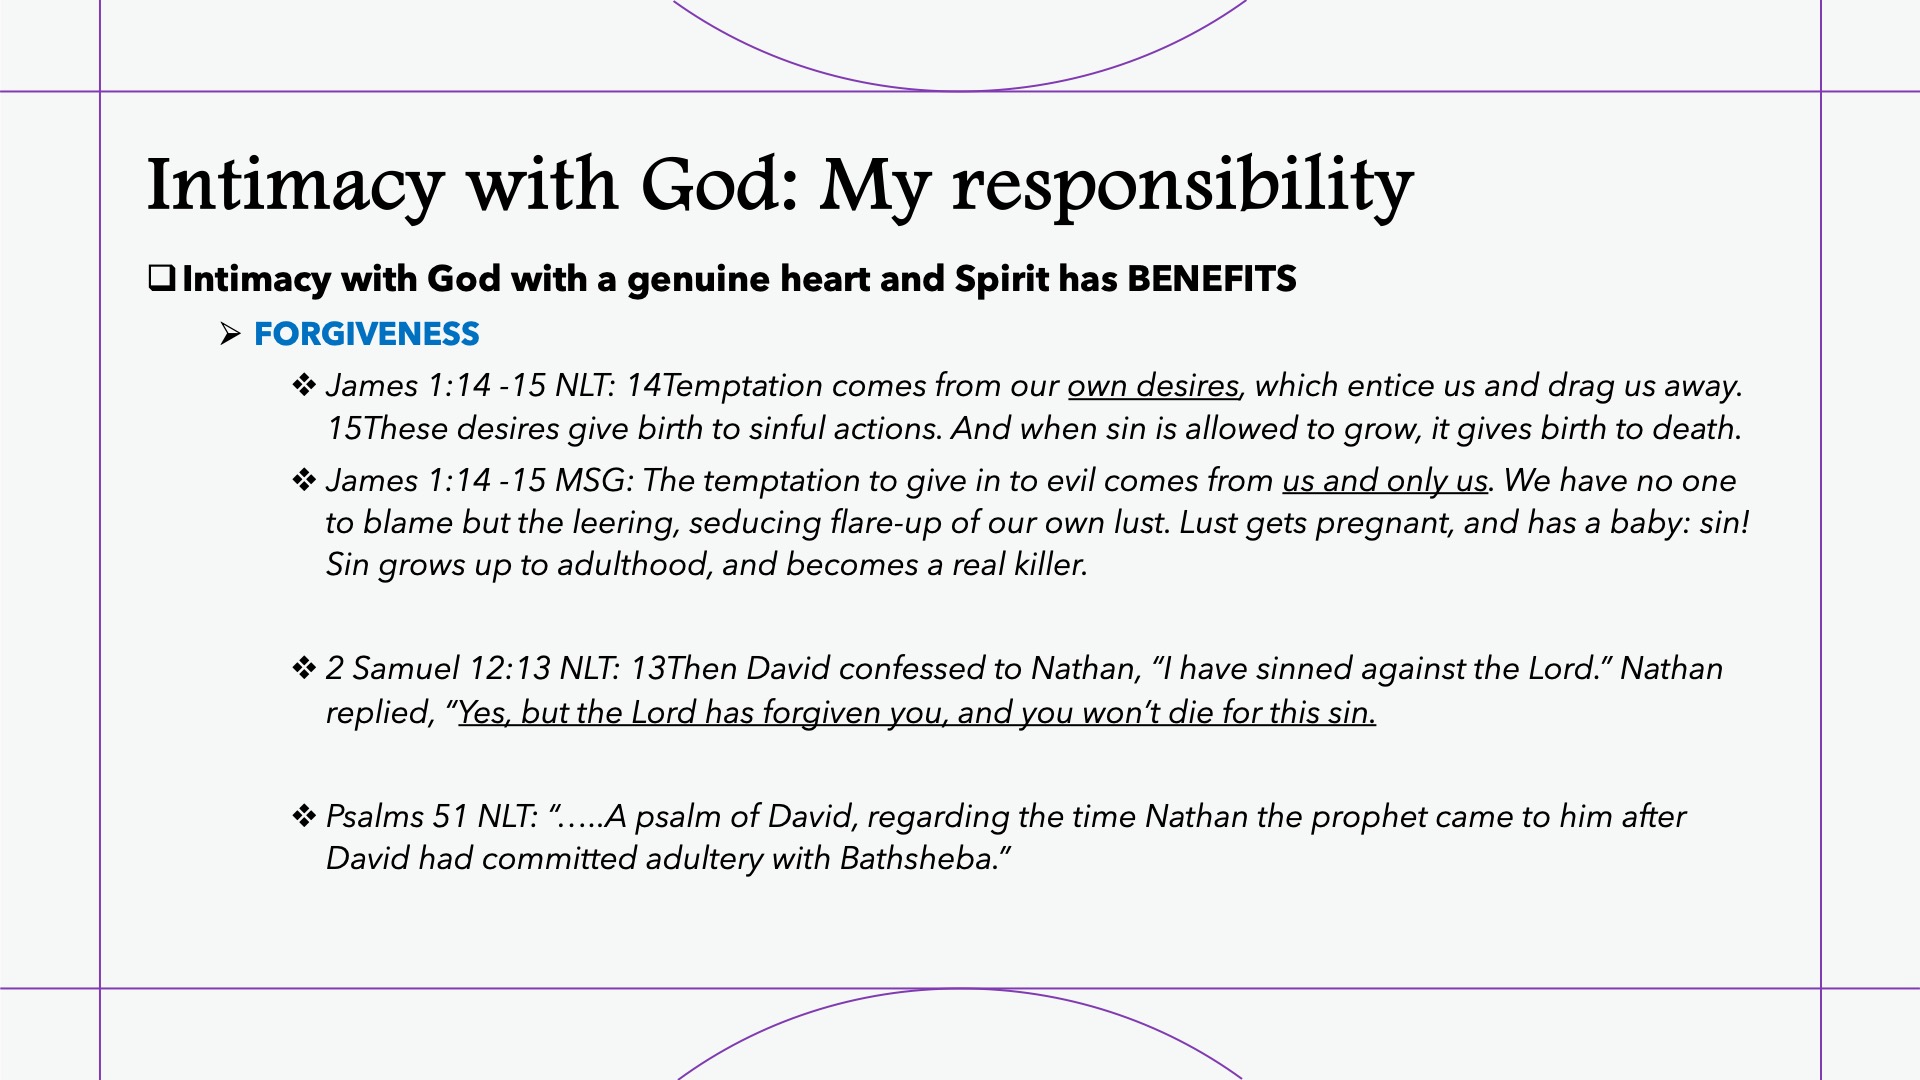 Intimacy with God: My responsibility
❑ Intimacy with God with a genuine heart and Spirit has BENEFITS
➢ FORGIVENESS
❖ James 1:14 -15 NLT: 14Temptation comes from our own desires, which entice us and drag us away.
15These desires give birth to sinful actions. And when sin is allowed to grow, it gives birth to death.
❖ James 1:14 -15 MSG: The temptation to give in to evil comes from us and only us. We have no one
to blame but the leering, seducing flare-up of our own lust. Lust gets pregnant, and has a baby: sin!
Sin grows up to adulthood, and becomes a real killer.
❖ 2 Samuel 12:13 NLT: 13Then David confessed to Nathan, “I have sinned against the Lord.” Nathan
replied, “Yes, but the Lord has forgiven you, and you won’t die for this sin.
❖ Psalms 51 NLT: “…..A psalm of David, regarding the time Nathan the prophet came to him after
David had committed adultery with Bathsheba.”